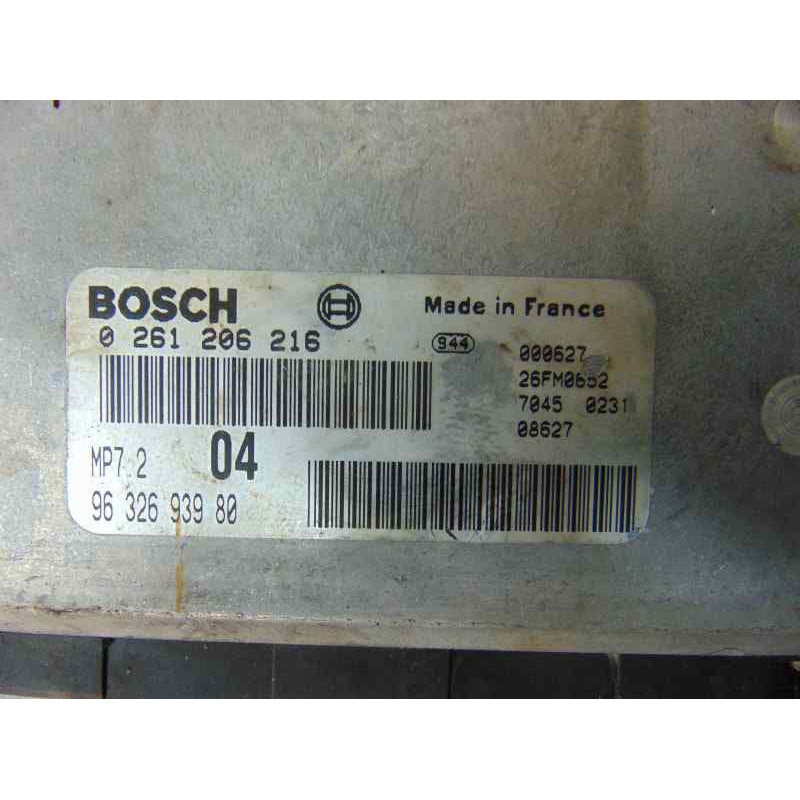 BOSCH
Made in France
0 261 206 216
944
000627
26FM0652
7045 0231
08627
MP7.2 04
96 326 939 80